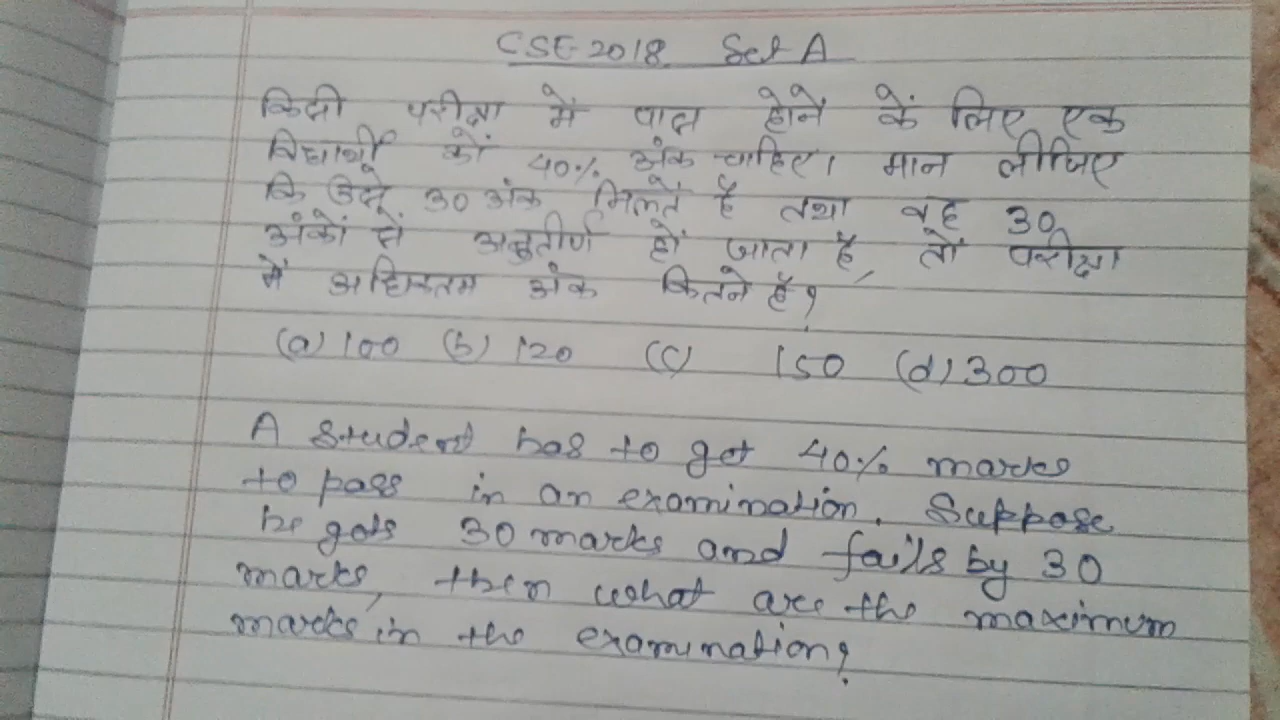 CSE-2018 Set A
किसी परीक्षा में पास होनें कें लिए एक
विद्यार्थी कों 40% अंक चाहिए। मान लीजिए
कि उसे 30 अंक मिलतें है तथा वह 30
अंकों सें अनुतीर्ण हों जाता है, तों परीक्षा
में अधिकतम अंक कितने है?
(a) 100 (b) 120 (c) 150 (d) 300
A student has to get 40% marks
to pass in an examination. Suppose
he gets 30 marks and fails by 30
marks, then what are the maximum
marks in the examination?